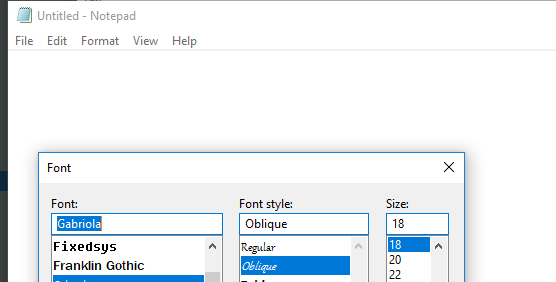 Untitled - Notepad
File Edit Format View Help
Font
Font: Font style: Size:
Gabriola Oblique 18
Fixedsys Regular 18
Franklin Gothic Oblique 20
22